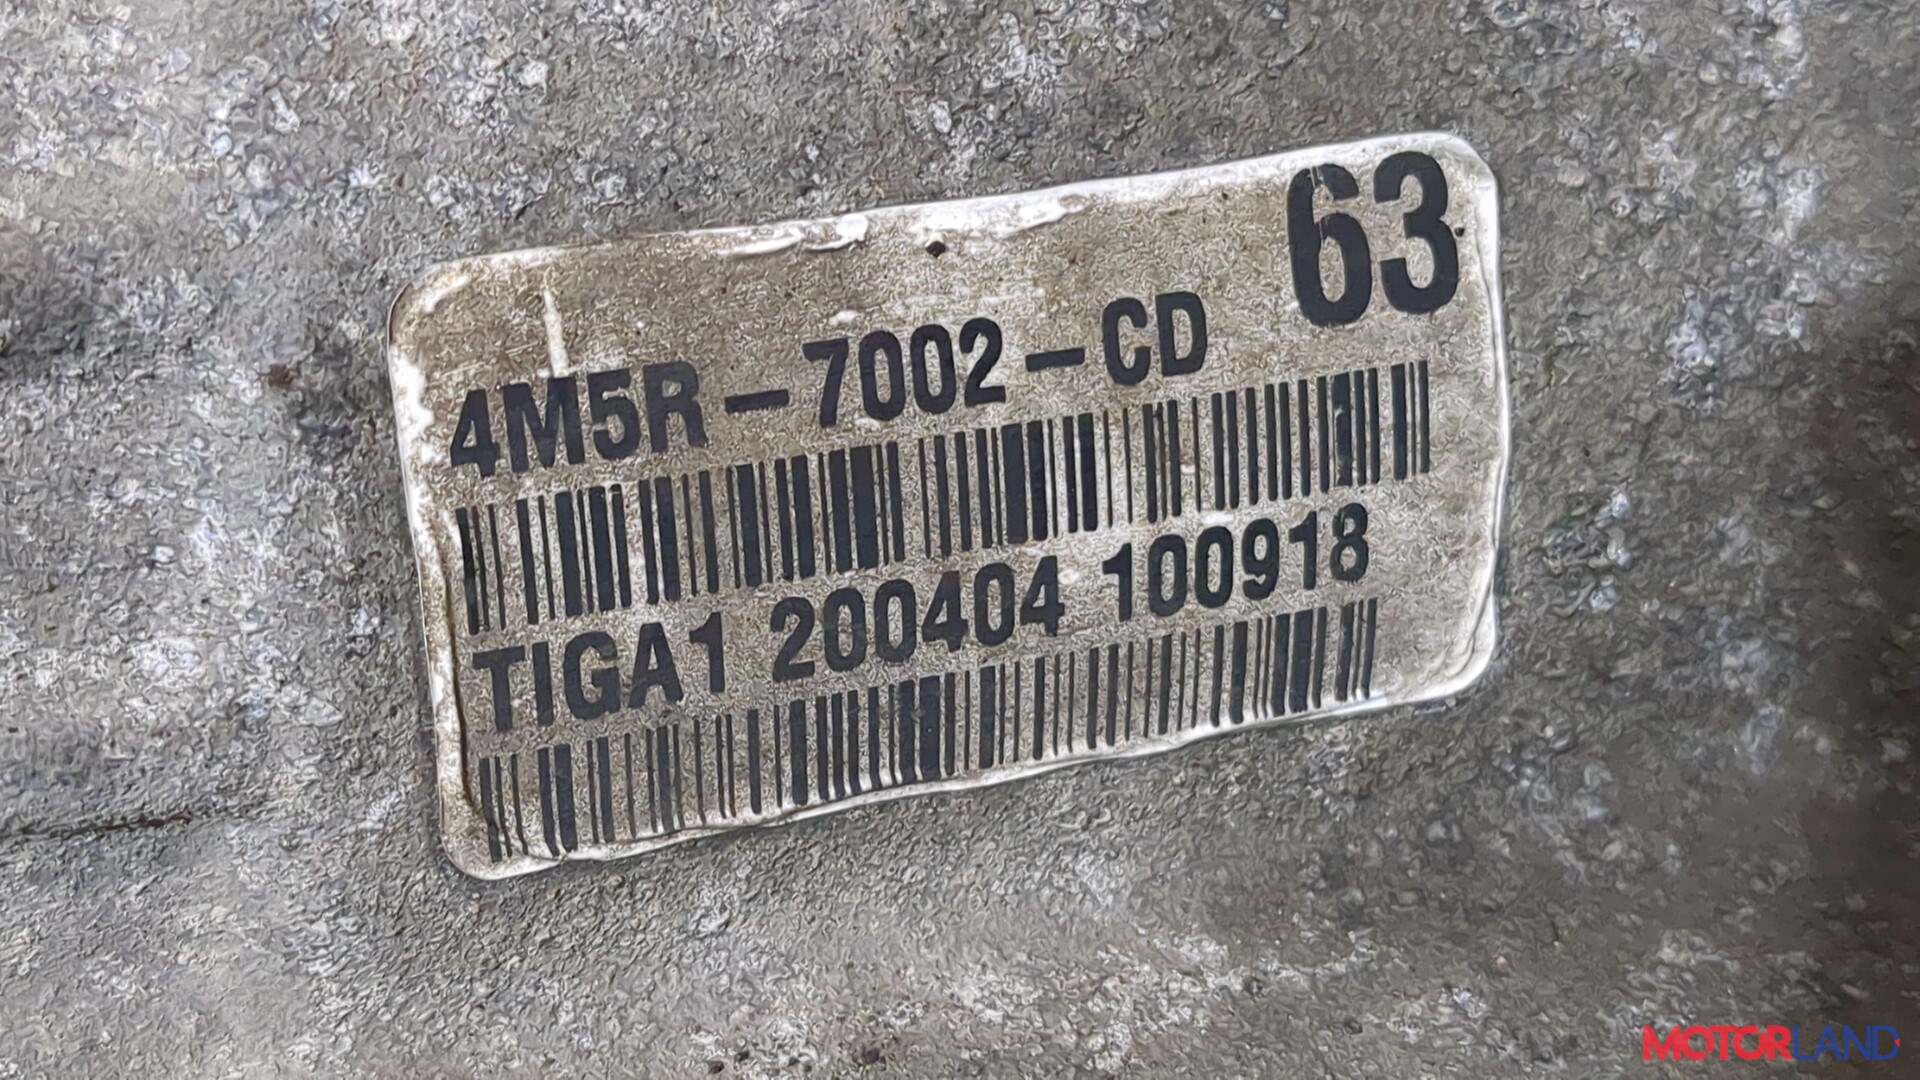 63
4M5R-7002-CD
TIGA1 200404 100918
MOTORLAND